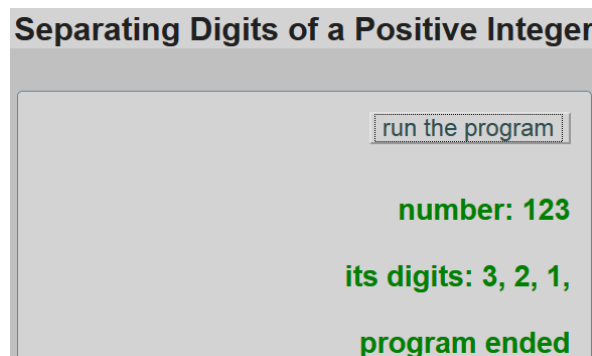 Separating Digits of a Positive Integer
run the program
number: 123
its digits: 3, 2, 1,
program ended